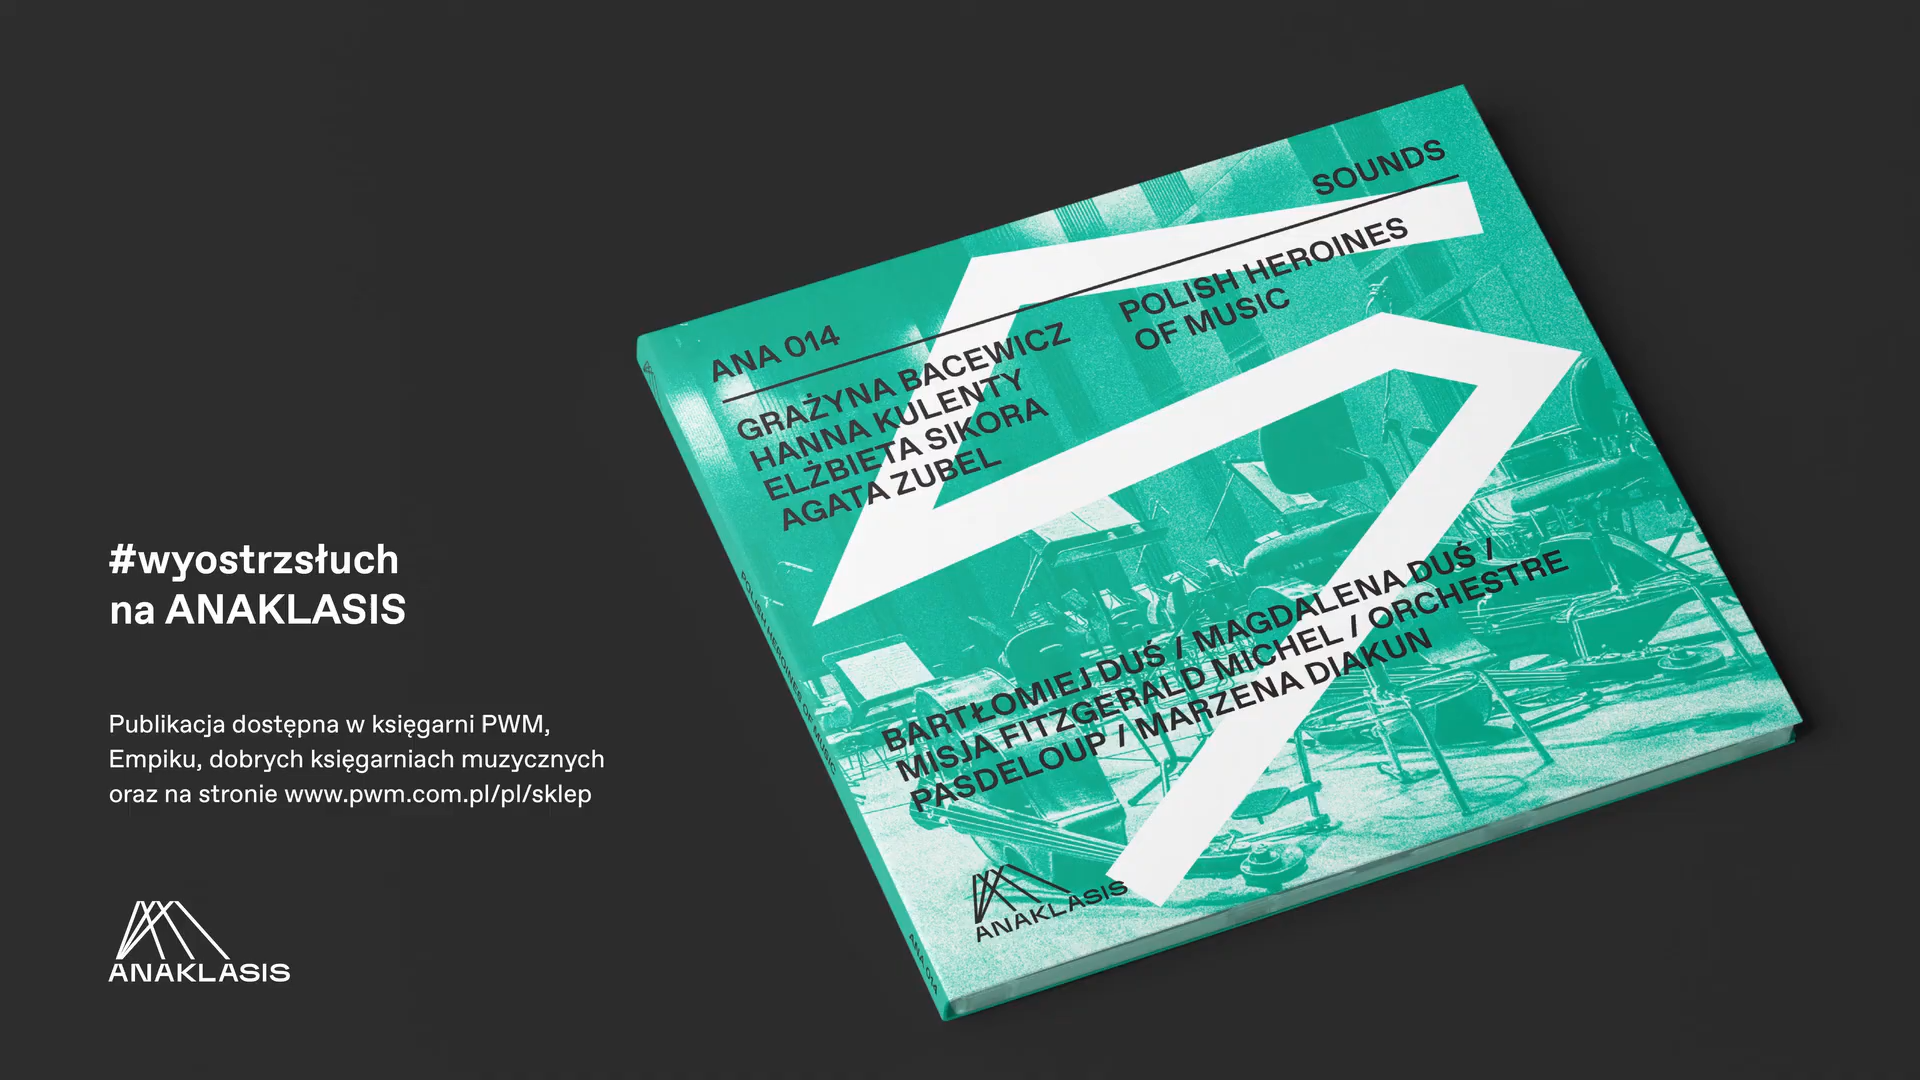 #wyostrzsłuch
na ANAKLASIS
Publikacja dostępna w księgarni PWM,
Empiku, dobrych księgarniach muzycznych
oraz na stronie www.pwm.com.pl/pl/sklep
ANAKLASIS
ANA 014
SOUNDS
GRAŻYNA BACEWICZ
HANNA KULENTY
ELŻBIETA SIKORA
AGATA ZUBEL
POLISH HEROINES
OF MUSIC
BARTŁOMIEJ DUŚ / MAGDALENA DUŚ /
MISJA FITZGERALD MICHEL / ORCHESTRE
PASDELOUP / MARZENA DIAKUN
ANAKLASIS
POLISH HEROINES OF MUSIC
ANA 014